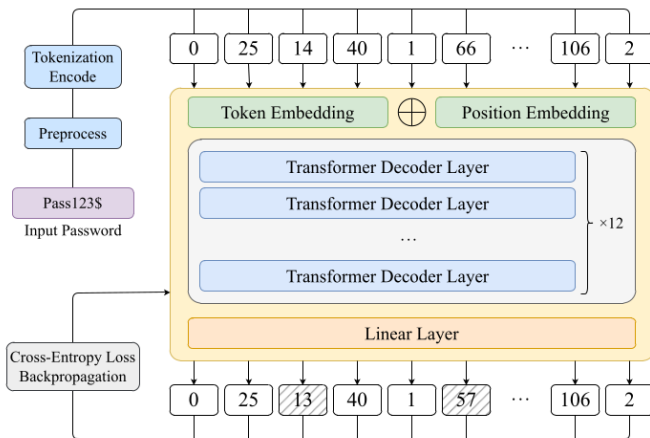 0 25 14 40 1 66 ... 106 2
Tokenization
Encode
Token Embedding
Position Embedding
Preprocess
Transformer Decoder Layer
Transformer Decoder Layer
...
Transformer Decoder Layer
×12
Pass123$
Input Password
Linear Layer
Cross-Entropy Loss
Backpropagation
0 25 13 40 1 57 ... 106 2